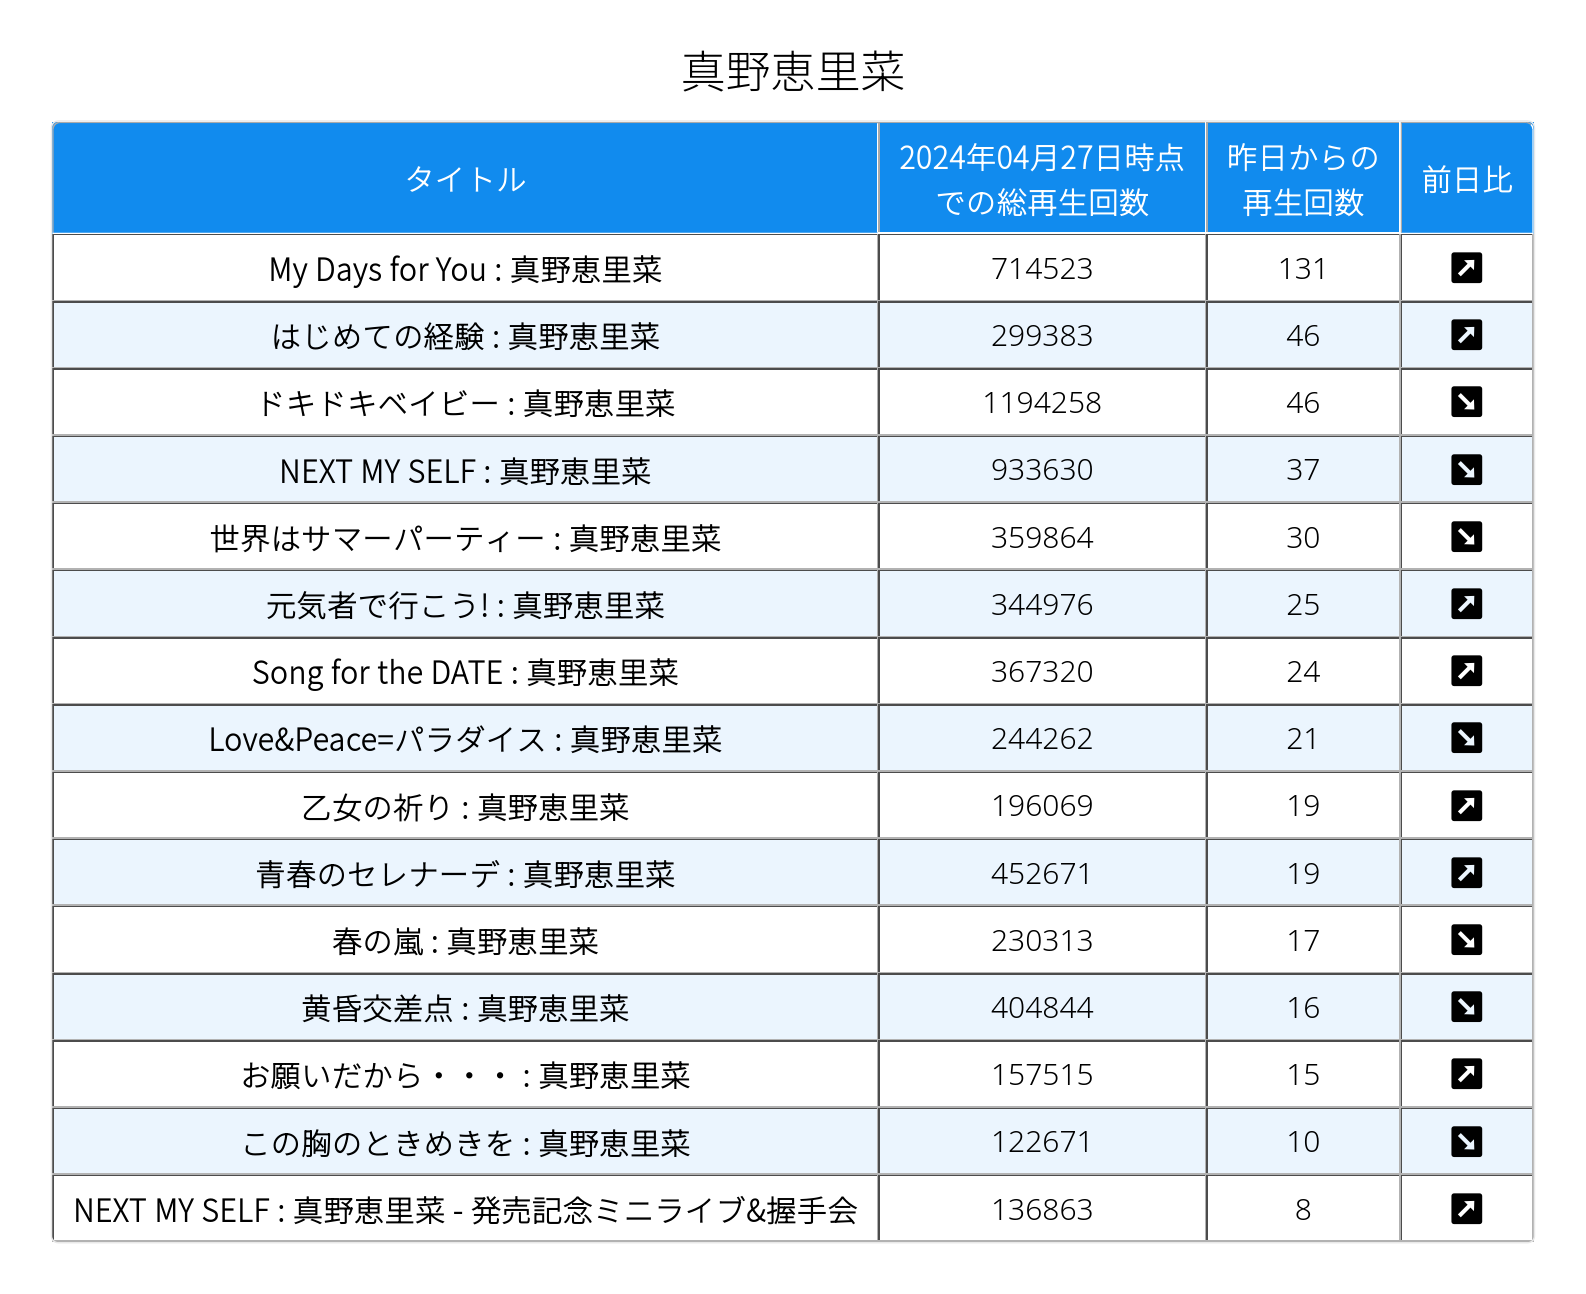 真野恵里菜
タイトル
2024年04月27日時点
での総再生回数
昨日からの
再生回数
前日比
My Days for You : 真野恵里菜 714523 131
はじめての経験 : 真野恵里菜 299383 46
ドキドキベイビー : 真野恵里菜 1194258 46
NEXT MY SELF : 真野恵里菜 933630 37
世界はサマーパーティー : 真野恵里菜 359864 30
元気者で行こう! : 真野恵里菜 344976 25
Song for the DATE : 真野恵里菜 367320 24
Love&Peace=パラダイス : 真野恵里菜 244262 21
乙女の祈り : 真野恵里菜 196069 19
青春のセレナーデ : 真野恵里菜 452671 19
春の嵐 : 真野恵里菜 230313 17
黄昏交差点 : 真野恵里菜 404844 16
お願いだから・・・ : 真野恵里菜 157515 15
この胸のときめきを : 真野恵里菜 122671 10
NEXT MY SELF : 真野恵里菜 - 発売記念ミニライブ&握手会 136863 8